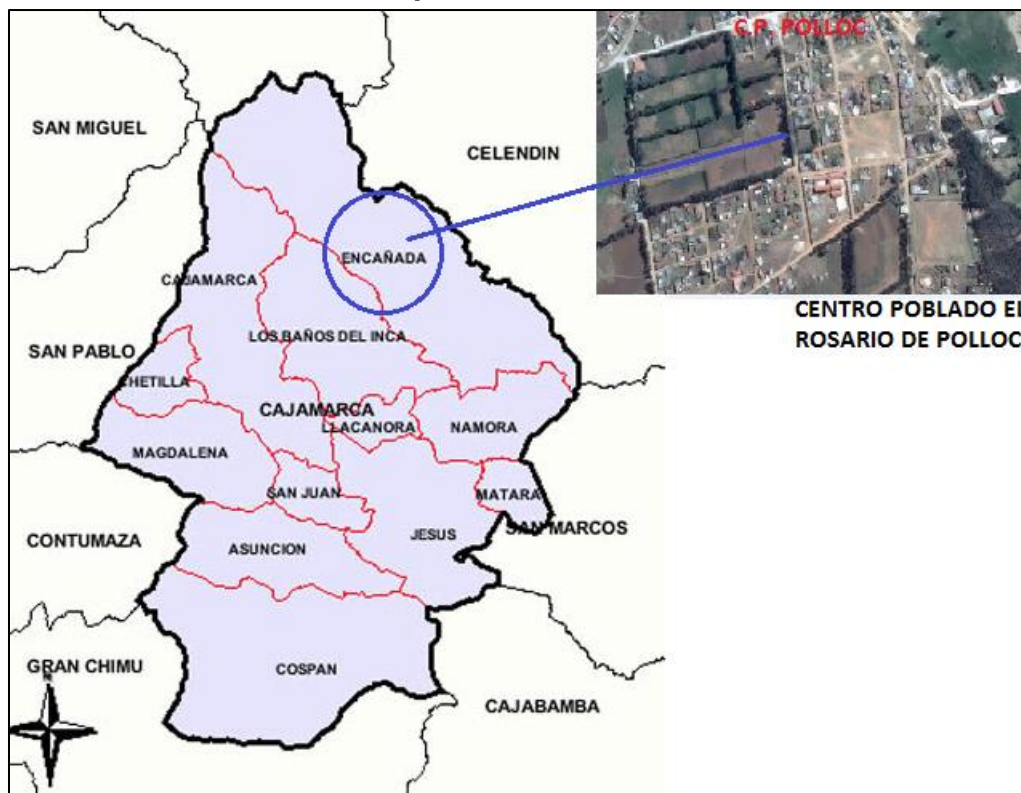 C.P. POLLOC
SAN MIGUEL
CELENDIN
ENCAÑADA
CAJAMARCA
LOS BAÑOS DEL INCA
CENTRO POBLADO EL
ROSARIO DE POLLOC
SAN PABLO
CHETILLA
CAJAMARCA
LLACANORA
NAMORA
MAGDALENA
SAN JUAN
MATARA
SAN MARCOS
JESUS
CONTUMAZA
ASUNCION
GRAN CHIMU
COSPAN
N
CAJABAMBA